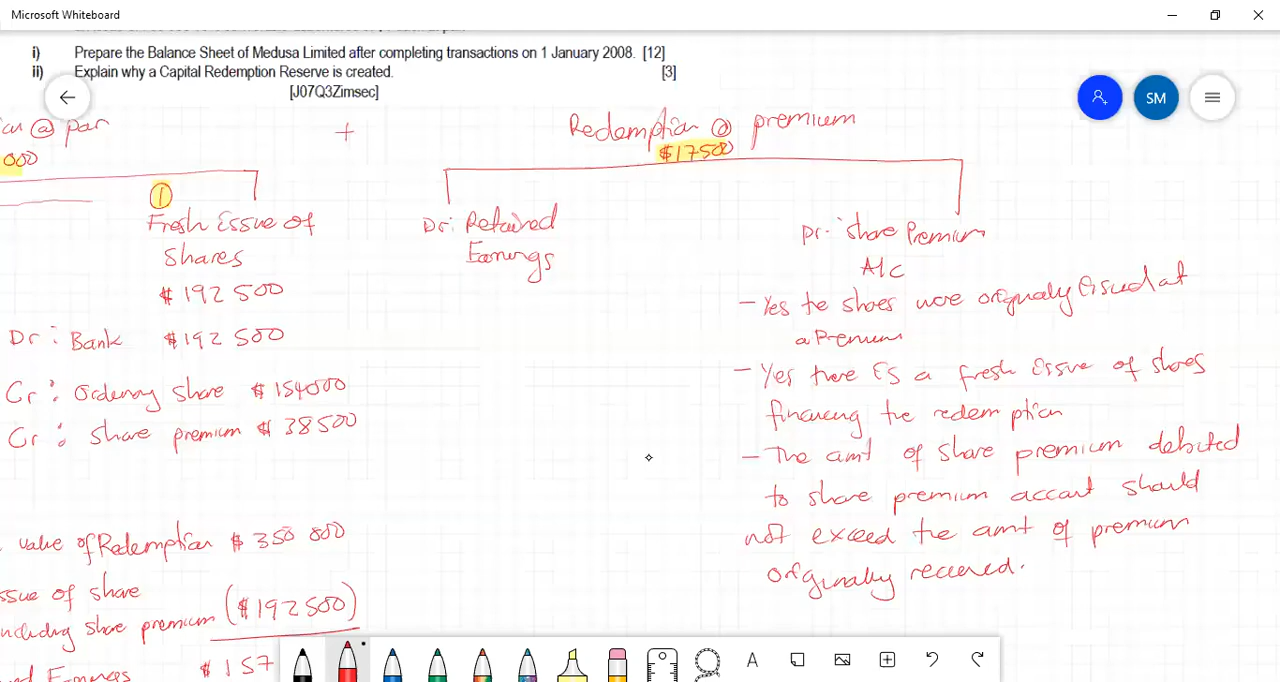 Microsoft Whiteboard
i) Prepare the Balance Sheet of Medusa Limited after completing transactions on 1 January 2008. [12]
ii) Explain why a Capital Redemption Reserve is created. [3]
[J07Q3Zimsec]
SM
@ par
000
+
Redemption @ premium
$17500
1
Fresh issue of
shares
$192 500
Dr: Bank $192 500
Cr: Ordenary share $154000
Cr: share premium $38500
value of Redemption $350 000
issue of share
including share premium ($192500)
$157
Dr: Retained
Earnings
Dr: share Premium
A/C
- Yes the shares were originally issued at
a Premium
- Yes there is a fresh issue of shares
financing the redemption
- The amt of share premium debited
to share premium account should
not exceed the amt of premium
originally received.
A